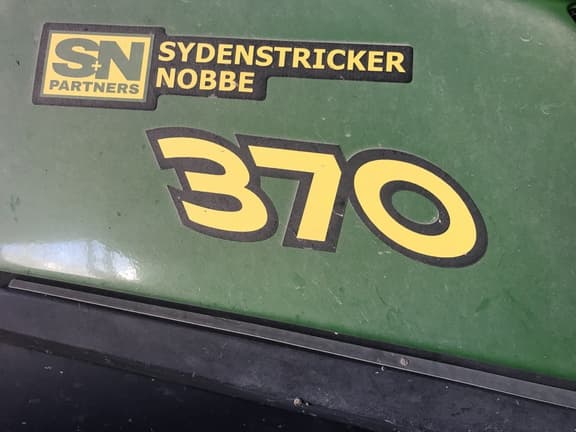 S+N
PARTNERS
SYDENSTRICKER
NOBBE
370